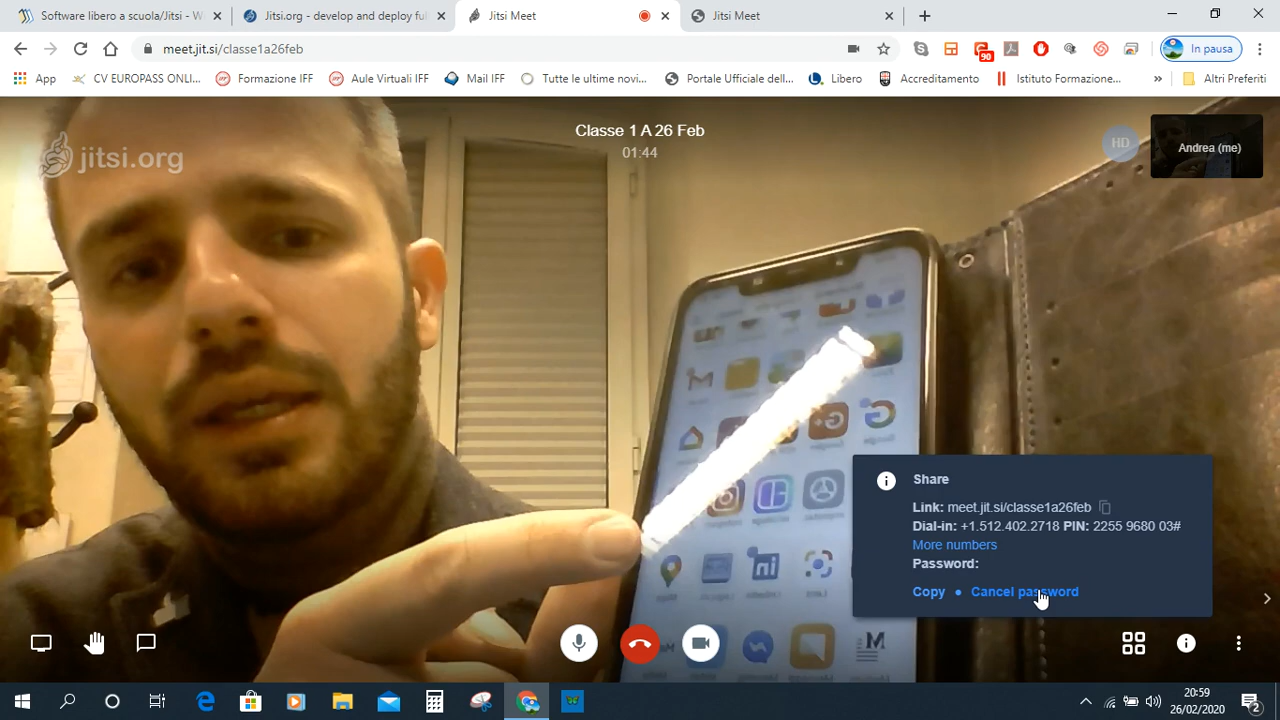 Software libero a scuola/Jitsi - W
Jitsi.org - develop and deploy full
Jitsi Meet
Jitsi Meet
meet.jit.si/classe1a26feb
90
In pausa
App
CV EUROPASS ONLI...
Formazione IFF
Aule Virtuali IFF
Mail IFF
Tutte le ultime novi...
Portale Ufficiale dell...
Libero
Accreditamento
Istituto Formazione...
»
Altri Preferiti
jitsi.org
Classe 1 A 26 Feb
01:44
HD
Andrea (me)
Share
Link: meet.jit.si/classe1a26feb
Dial-in: +1.512.402.2718 PIN: 2255 9680 03#
More numbers
Password:
Copy • Cancel password
20:59
26/02/2020
2